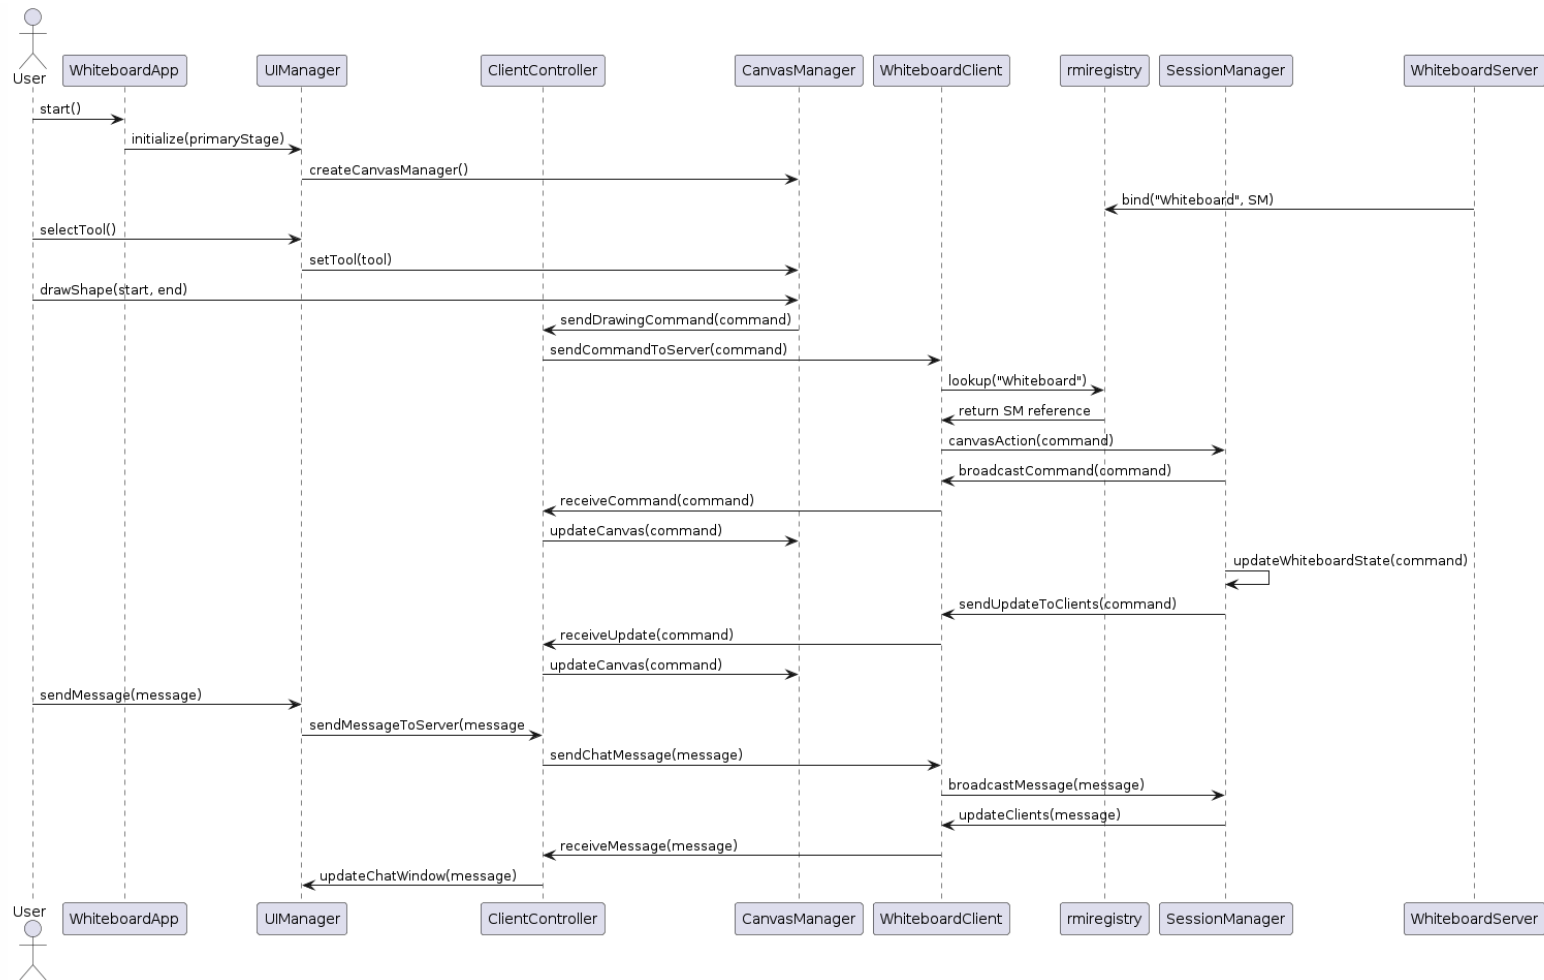 User
WhiteboardApp
UIManager
ClientController
CanvasManager
WhiteboardClient
rmiregistry
SessionManager
WhiteboardServer
start()
initialize(primaryStage)
createCanvasManager()
bind("Whiteboard", SM)
selectTool()
setTool(tool)
drawShape(start, end)
sendDrawingCommand(command)
sendCommandToServer(command)
lookup("Whiteboard")
return SM reference
canvasAction(command)
broadcastCommand(command)
receiveCommand(command)
updateCanvas(command)
updateWhiteboardState(command)
sendUpdateToClients(command)
receiveUpdate(command)
updateCanvas(command)
sendMessage(message)
sendMessageToServer(message
sendChatMessage(message)
broadcastMessage(message)
updateClients(message)
receiveMessage(message)
updateChatWindow(message)
User
WhiteboardApp
UIManager
ClientController
CanvasManager
WhiteboardClient
rmiregistry
SessionManager
WhiteboardServer